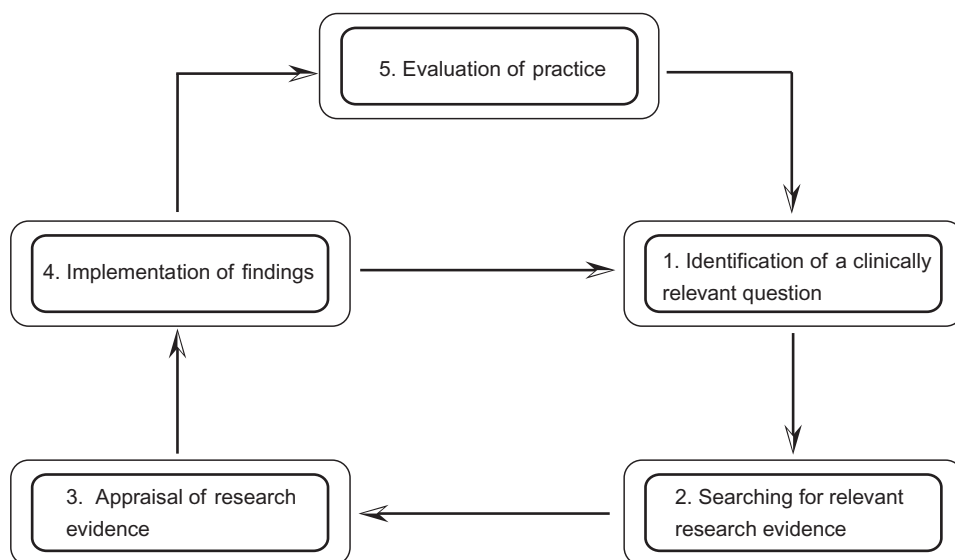 5. Evaluation of practice
4. Implementation of findings
1. Identification of a clinically
relevant question
3. Appraisal of research
evidence
2. Searching for relevant
research evidence